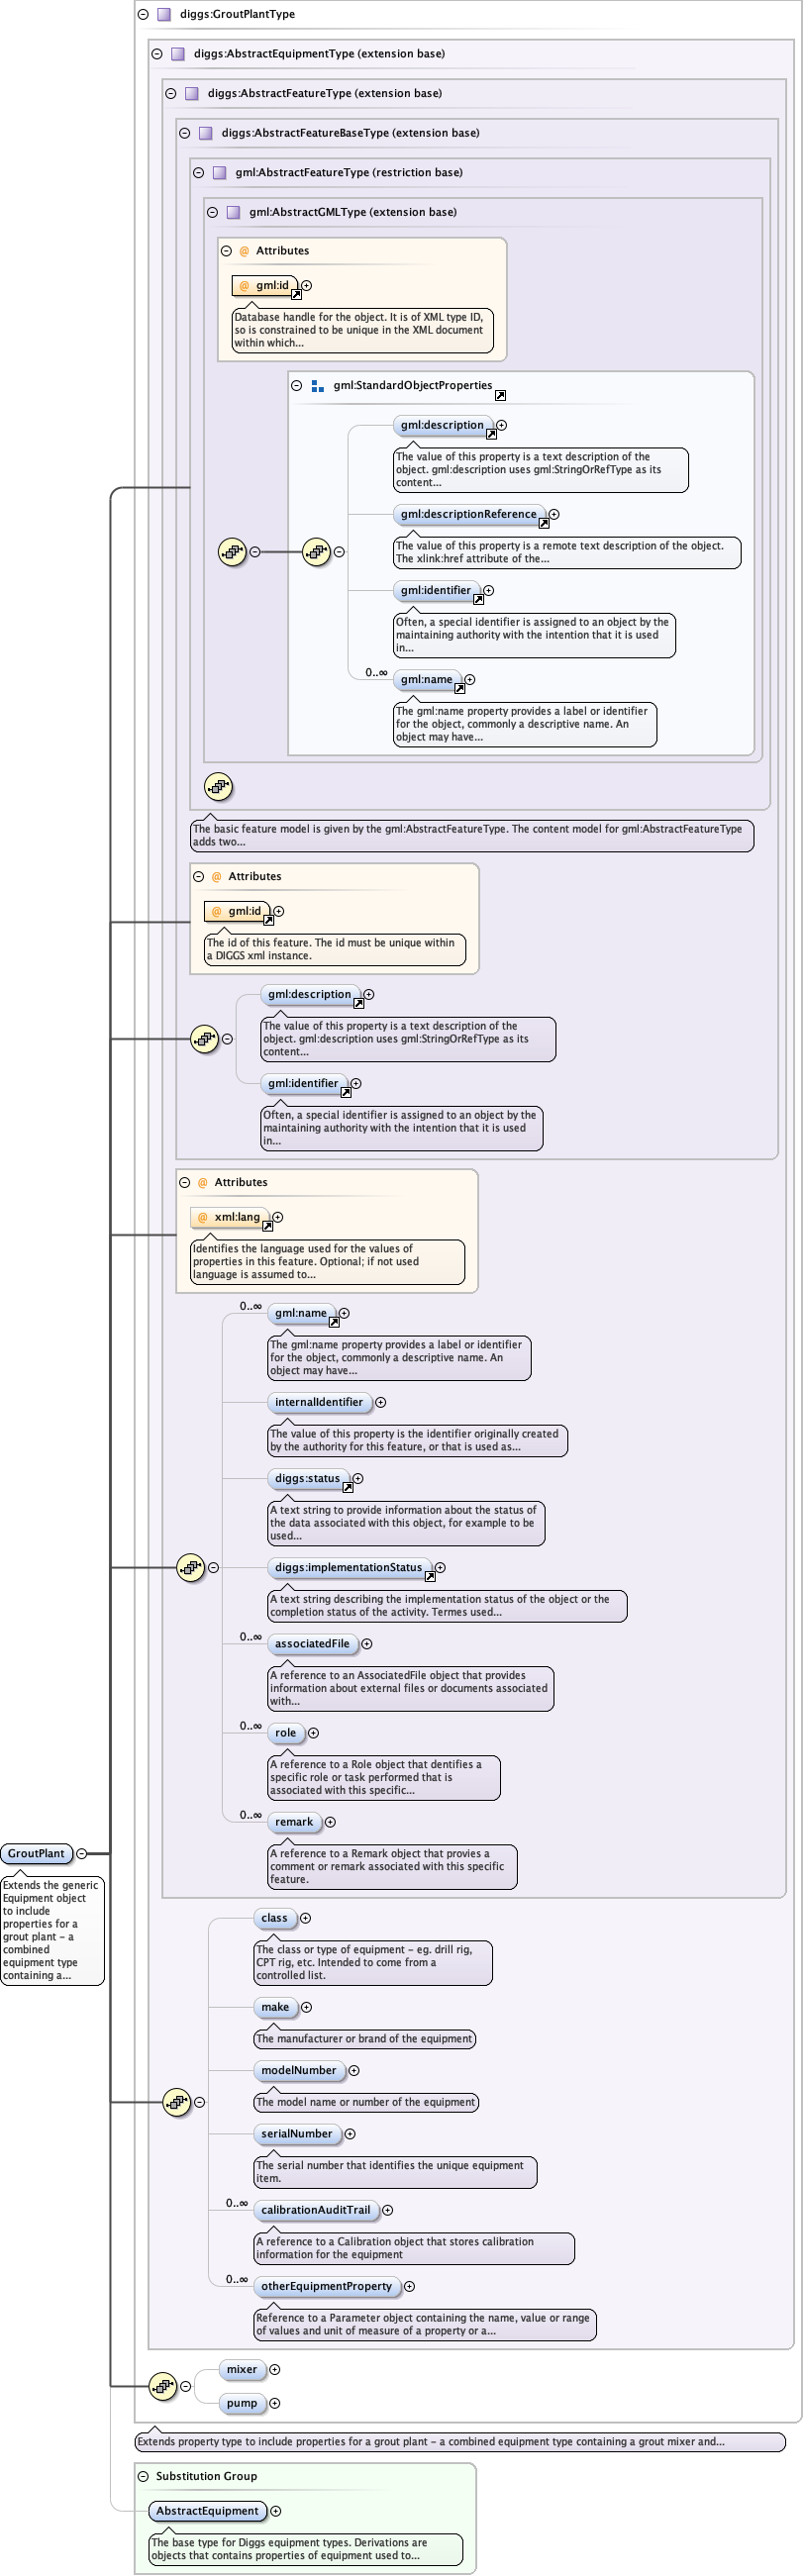 diggs:GroutPlantType
diggs:AbstractEquipmentType (extension base)
diggs:AbstractFeatureType (extension base)
diggs:AbstractFeatureBaseType (extension base)
gml:AbstractFeatureType (restriction base)
gml:AbstractGMLType (extension base)
@ Attributes
@ gml:id
Database handle for the object. It is of XML type ID,
so is constrained to be unique in the XML document
within which...
gml:StandardObjectProperties
gml:description
The value of this property is a text description of the
object. gml:description uses gml:StringOrRefType as its
content...
gml:descriptionReference
The value of this property is a remote text description of the object.
The xlink:href attribute of the...
gml:identifier
Often, a special identifier is assigned to an object by the
maintaining authority with the intention that it is used
in...
0..∞ gml:name
The gml:name property provides a label or identifier
for the object, commonly a descriptive name. An
object may have...
The basic feature model is given by the gml:AbstractFeatureType. The content model for gml:AbstractFeatureType
adds two...
@ Attributes
@ gml:id
The id of this feature. The id must be unique within
a DIGGS xml instance.
gml:description
The value of this property is a text description of the
object. gml:description uses gml:StringOrRefType as its
content...
gml:identifier
Often, a special identifier is assigned to an object by the
maintaining authority with the intention that it is used
in...
@ Attributes
@ xml:lang
Identifies the language used for the values of
properties in this feature. Optional; if not used
language is assumed to...
0..∞ gml:name
The gml:name property provides a label or identifier
for the object, commonly a descriptive name. An
object may have...
internalIdentifier
The value of this property is the identifier originally created
by the authority for this feature, or that is used as...
diggs:status
A text string to provide information about the status of
the data associated with this object, for example to be
used...
diggs:implementationStatus
A text string describing the implementation status of the object or the
completion status of the activity. Termes used...
0..∞ associatedFile
A reference to an AssociatedFile object that provides
information about external files or documents associated
with...
0..∞ role
A reference to a Role object that dentifies a
specific role or task performed that is
associated with this specific...
0..∞ remark
A reference to a Remark object that provies a
comment or remark associated with this specific
feature.
GroutPlant
Extends the generic
Equipment object
to include
properties for a
grout plant - a
combined
equipment type
containing a...
class
The class or type of equipment - eg. drill rig,
CPT rig, etc. Intended to come from a
controlled list.
make
The manufacturer or brand of the equipment
modelNumber
The model name or number of the equipment
serialNumber
The serial number that identifies the unique equipment
item.
0..∞ calibrationAuditTrail
A reference to a Calibration object that stores calibration
information for the equipment
0..∞ otherEquipmentProperty
Reference to a Parameter object containing the name, value or range
of values and unit of measure of a property or a...
mixer
pump
Extends property type to include properties for a grout plant - a combined equipment type containing a grout mixer and...
Substitution Group
AbstractEquipment
The base type for Diggs equipment types. Derivations are
objects that contains properties of equipment used to...